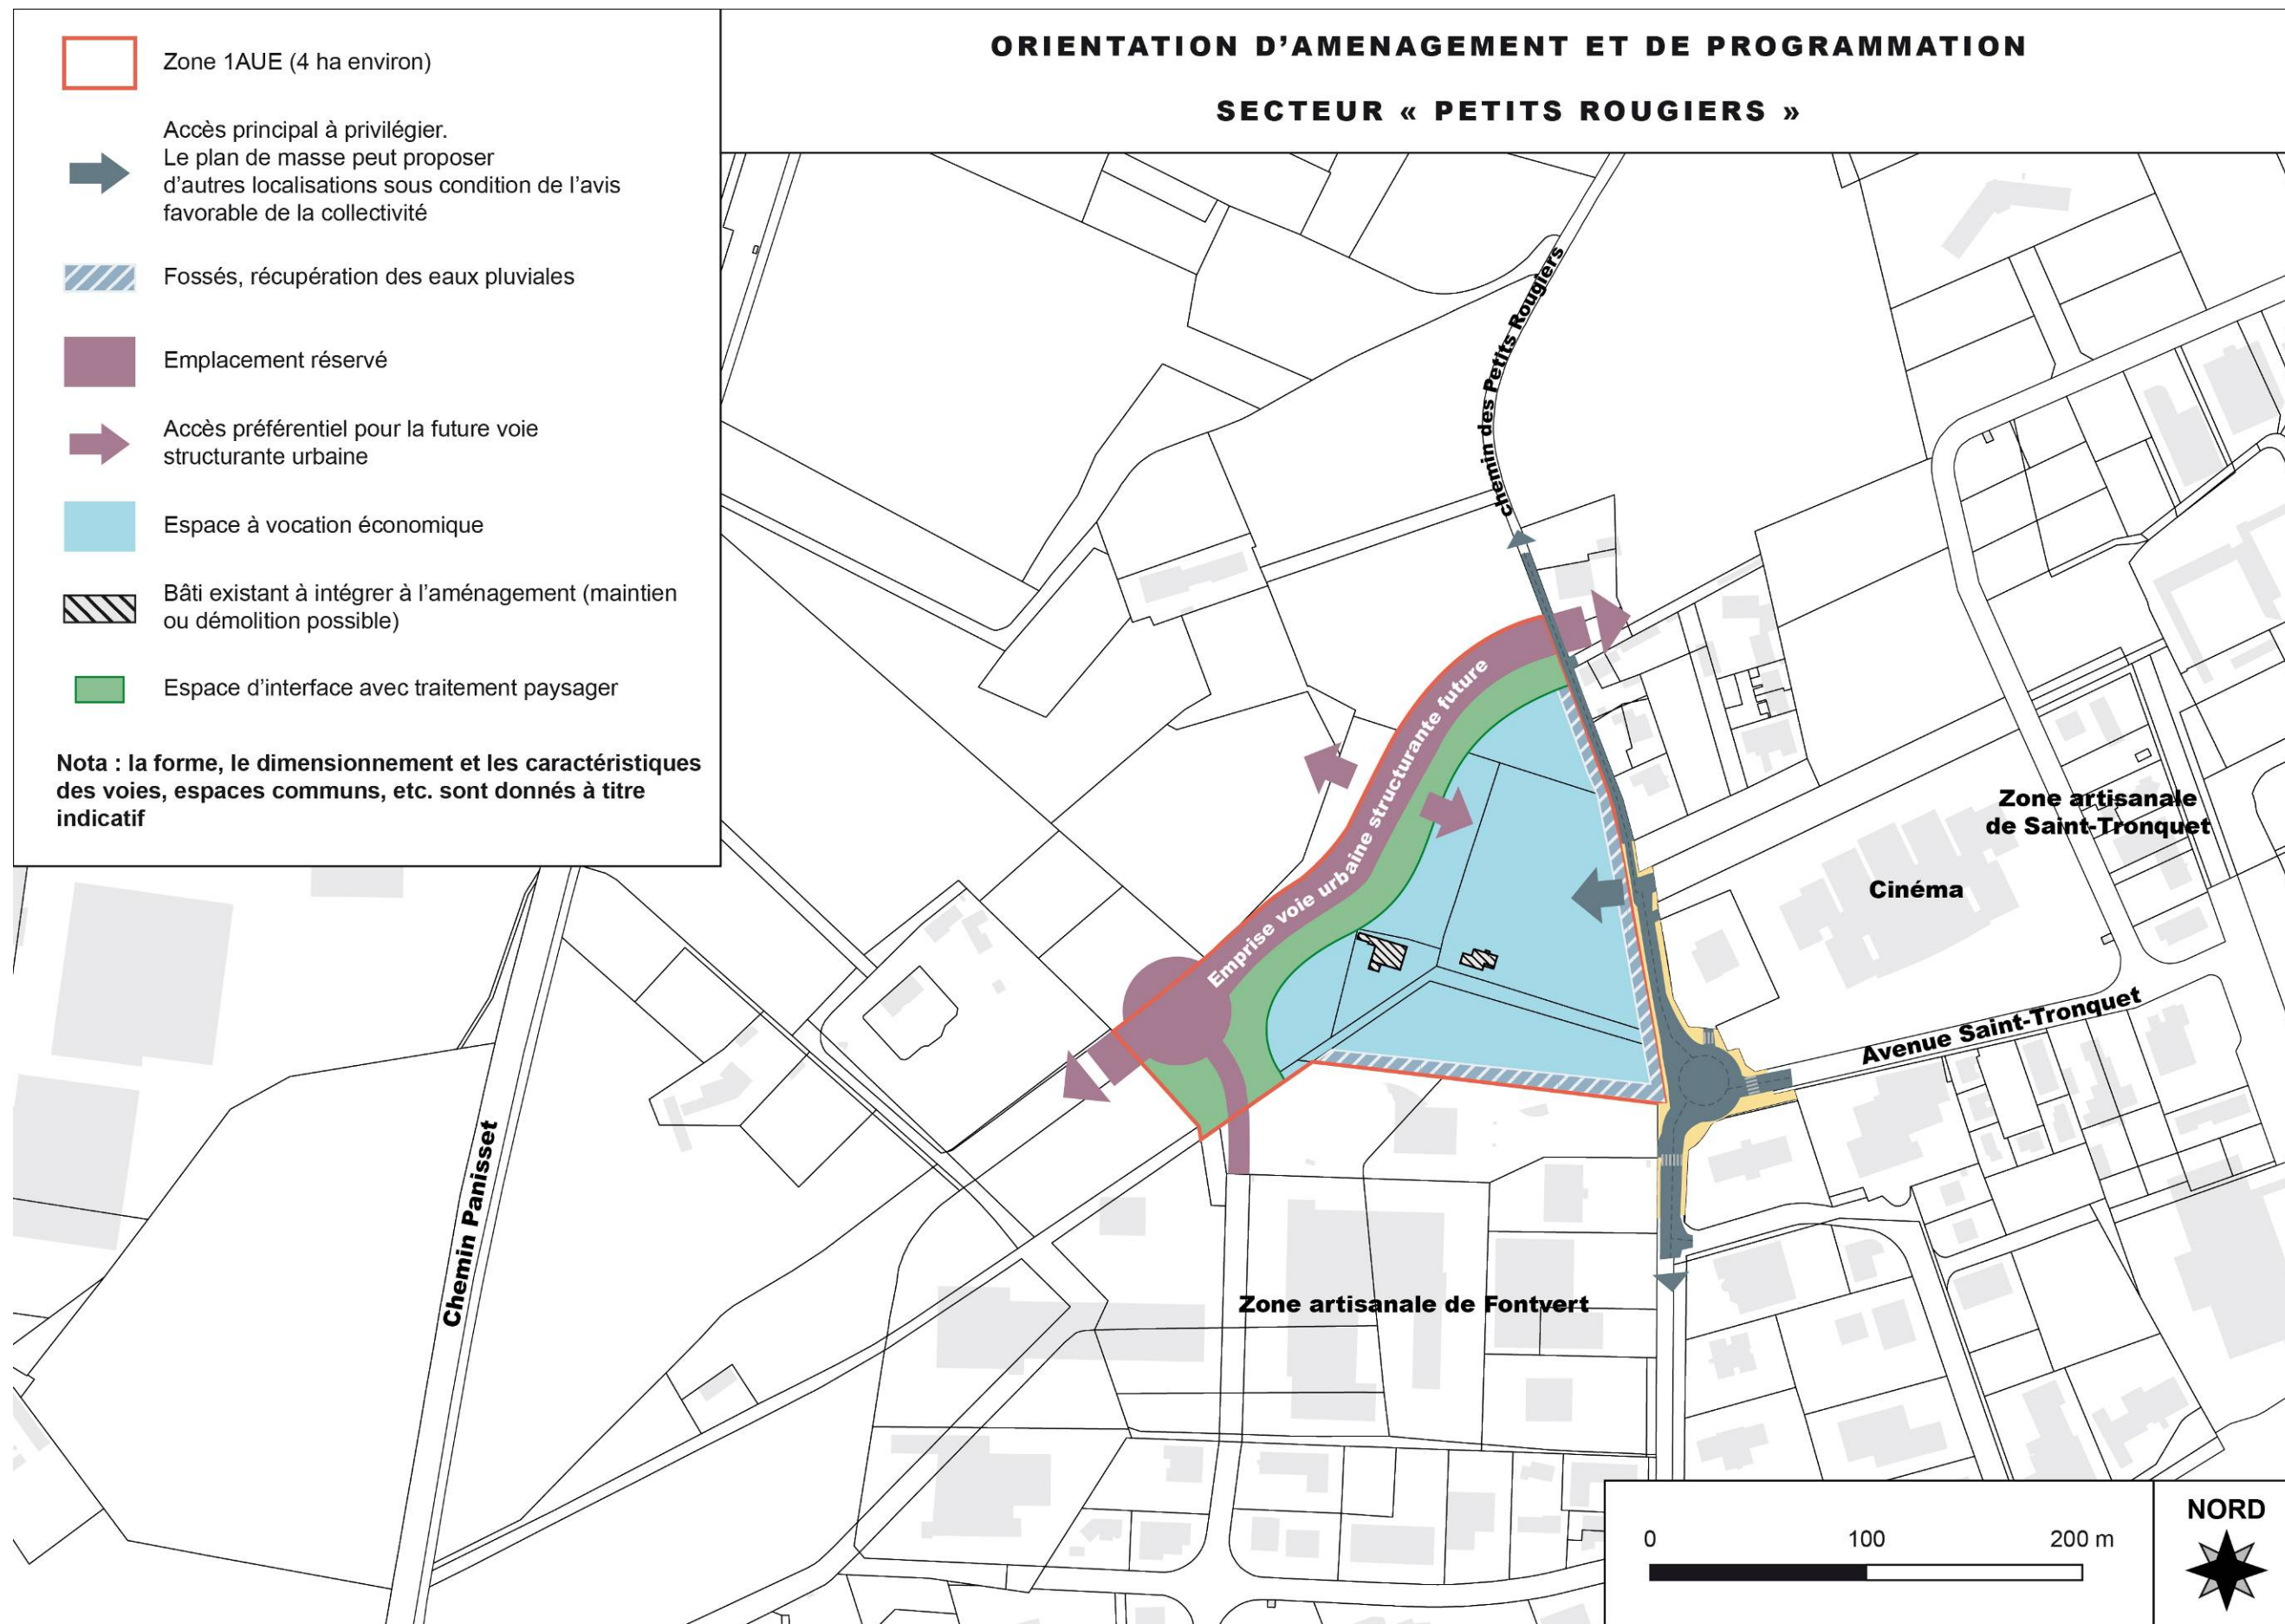 ORIENTATION D’AMENAGEMENT ET DE PROGRAMMATION
SECTEUR « PETITS ROUGIERS »
Zone 1AUE (4 ha environ)
Accès principal à privilégier.
Le plan de masse peut proposer
d’autres localisations sous condition de l’avis
favorable de la collectivité
Fossés, récupération des eaux pluviales
Emplacement réservé
Accès préférentiel pour la future voie
structurante urbaine
Espace à vocation économique
Bâti existant à intégrer à l’aménagement (maintien
ou démolition possible)
Espace d’interface avec traitement paysager
Nota : la forme, le dimensionnement et les caractéristiques
des voies, espaces communs, etc. sont donnés à titre
indicatif
chemin des Petits Rougiers
Emprise voie urbaine structurante future
Zone artisanale
de Saint-Tronquet
Cinéma
Avenue Saint-Tronquet
Chemin Panisset
Zone artisanale de Fontvert
0 100 200 m
NORD